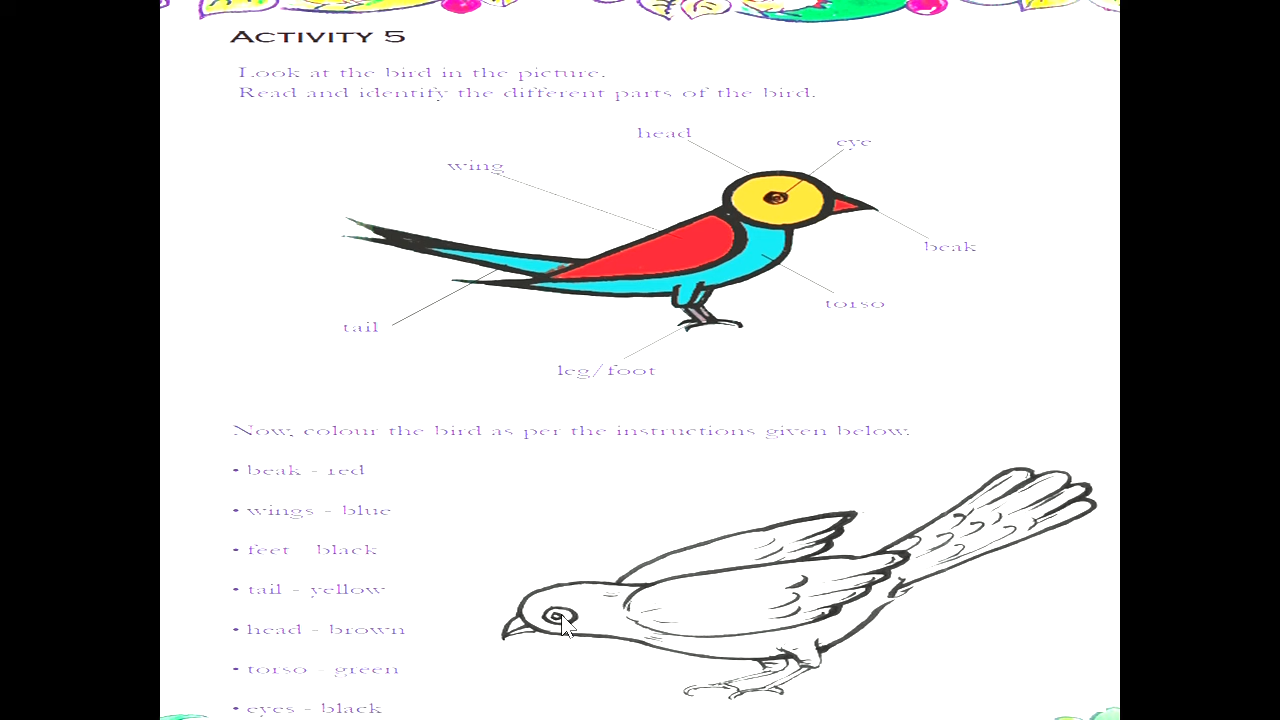 ACTIVITY 5
Look at the bird in the picture.
Read and identify the different parts of the bird.
head
eye
wing
beak
torso
tail
leg/foot
Now, colour the bird as per the instructions given below.
• beak - red
• wings - blue
• feet - black
• tail - yellow
• head - brown
• torso - green
• eyes - black